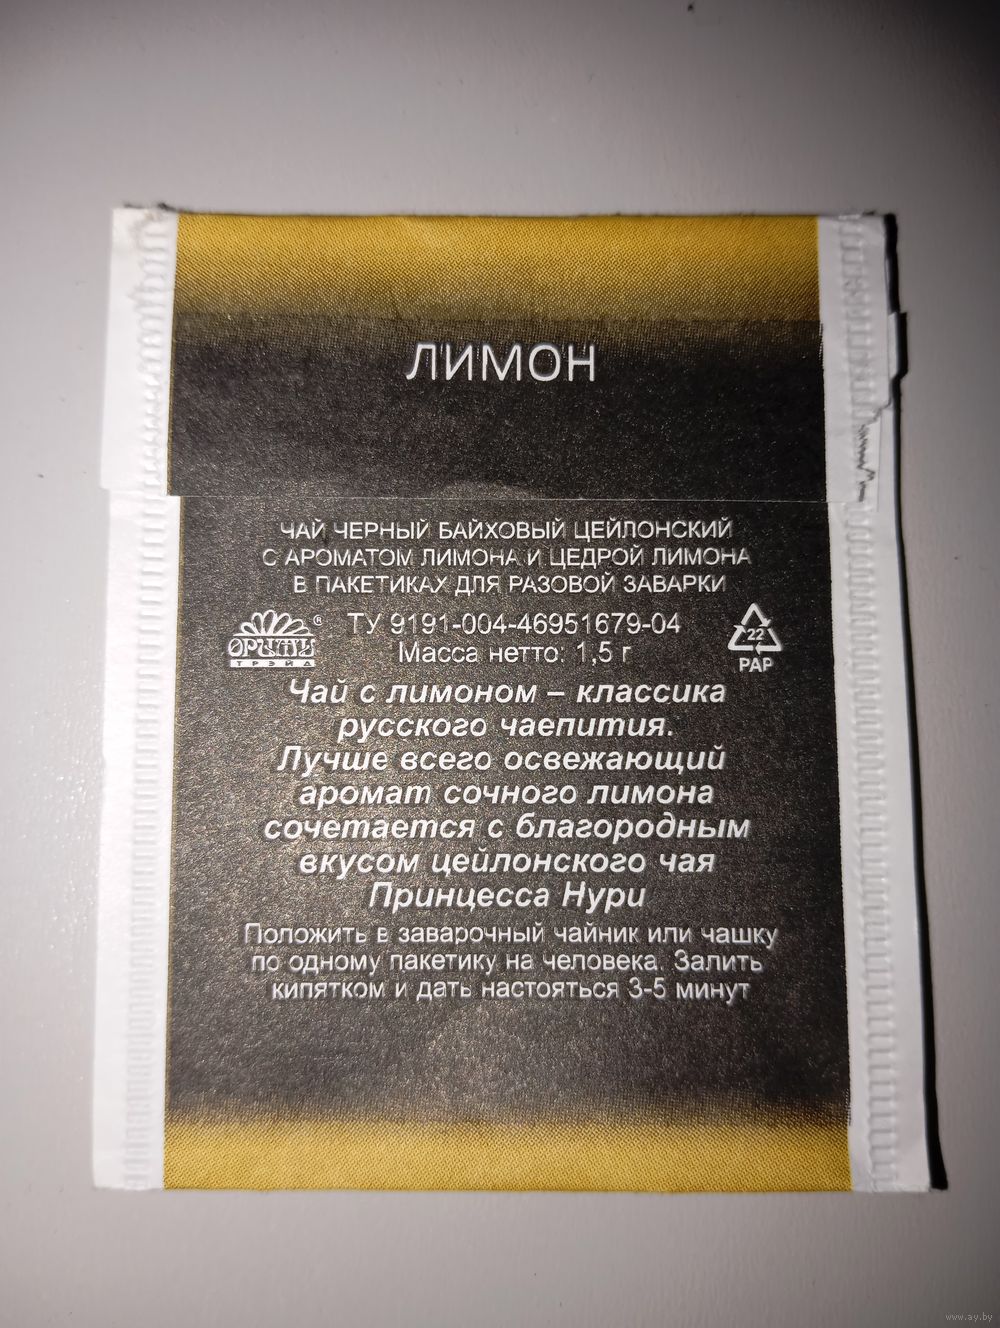 ЛИМОН
ЧАЙ ЧЕРНЫЙ БАЙХОВЫЙ ЦЕЙЛОНСКИЙ
С АРОМАТОМ ЛИМОНА И ЦЕДРОЙ ЛИМОНА
В ПАКЕТИКАХ ДЛЯ РАЗОВОЙ ЗАВАРКИ
ОРИМИ®
ТРЭЙД
ТУ 9191-004-46951679-04
Масса нетто: 1,5 г
22
PAP
Чай с лимоном – классика
русского чаепития.
Лучше всего освежающий
аромат сочного лимона
сочетается с благородным
вкусом цейлонского чая
Принцесса Нури
Положить в заварочный чайник или чашку
по одному пакетику на человека. Залить
кипятком и дать настояться 3-5 минут
www.ay.by